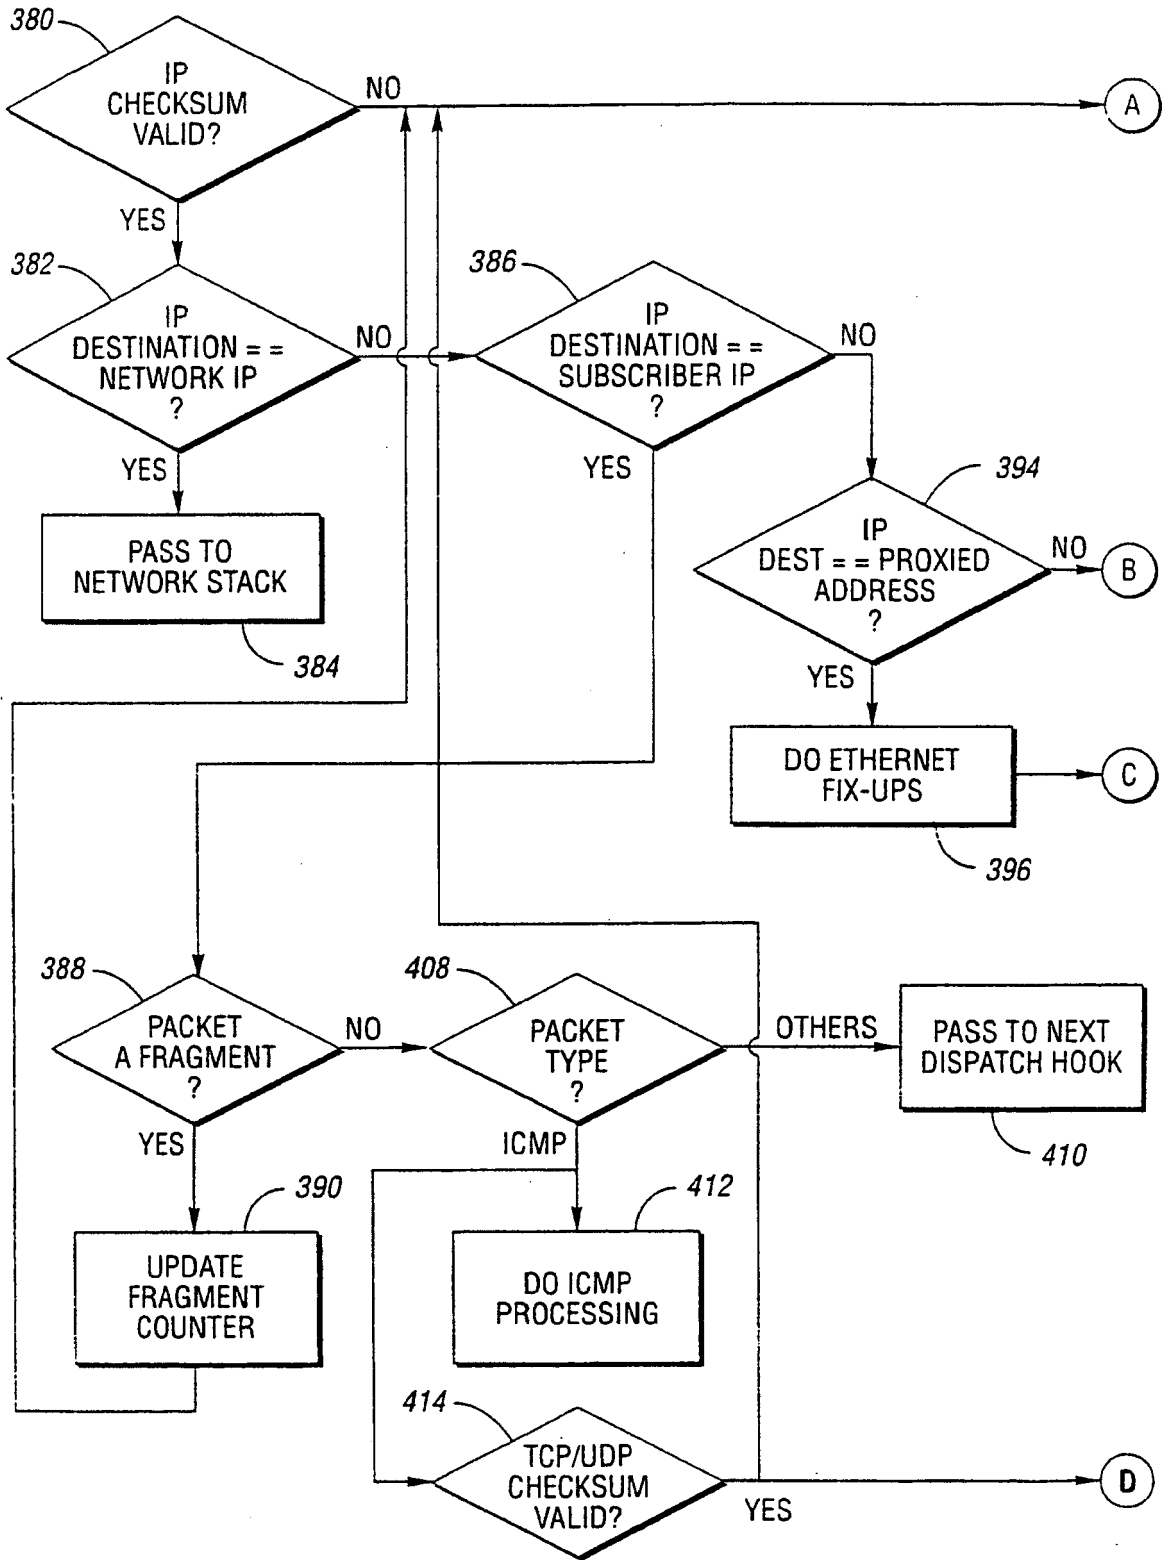 380
IP
CHECKSUM
VALID?
NO
A
YES
382
IP
DESTINATION ==
NETWORK IP
?
NO
386
IP
DESTINATION ==
SUBSCRIBER IP
?
NO
YES
PASS TO
NETWORK STACK
384
YES
394
IP
DEST == PROXIED
ADDRESS
?
NO
B
YES
DO ETHERNET
FIX-UPS
C
396
388
PACKET
A FRAGMENT
?
NO
408
PACKET
TYPE
?
OTHERS
PASS TO NEXT
DISPATCH HOOK
410
YES
390
UPDATE
FRAGMENT
COUNTER
ICMP
412
DO ICMP
PROCESSING
414
TCP/UDP
CHECKSUM
VALID?
YES
D